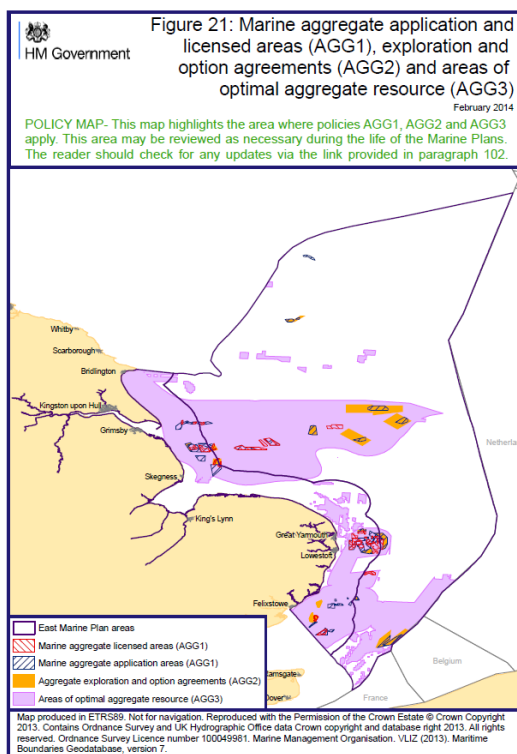 HM Government
Figure 21: Marine aggregate application and
licensed areas (AGG1), exploration and
option agreements (AGG2) and areas of
optimal aggregate resource (AGG3)
February 2014
POLICY MAP- This map highlights the area where policies AGG1, AGG2 and AGG3
apply. This area may be reviewed as necessary during the life of the Marine Plans.
The reader should check for any updates via the link provided in paragraph 102.
Whitby
Scarborough
Bridlington
Kingston upon Hull
Grimsby
Netherla
Skegness
King's Lynn
Great Yarmouth
Lowestoft
Felixstowe
Belgium
Ramsgate
Dover
France
East Marine Plan areas
Marine aggregate licensed areas (AGG1)
Marine aggregate application areas (AGG1)
Aggregate exploration and option agreements (AGG2)
Areas of optimal aggregate resource (AGG3)
Map produced in ETRS89. Not for navigation. Reproduced with the Permission of the Crown Estate © Crown Copyright
2013. Contains Ordnance Survey and UK Hydrographic Office data Crown copyright and database right 2013. All rights
reserved. Ordnance Survey Licence number 100049981. Marine Management Organisation. VLIZ (2013). Maritime
Boundaries Geodatabase, version 7.